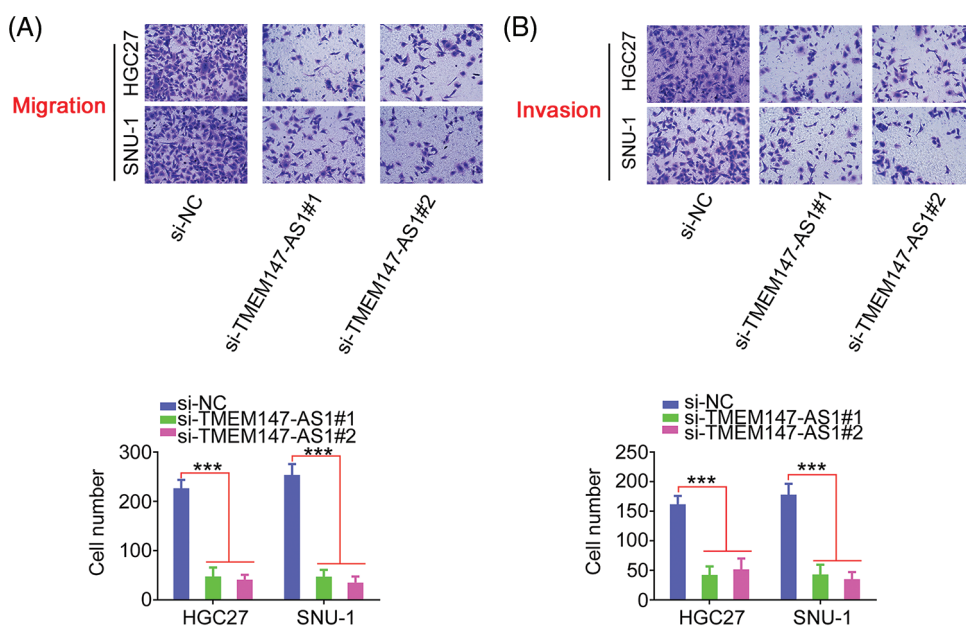 (A)
Migration
HGC27
SNU-1
si-NC
si-TMEM147-AS1#1
si-TMEM147-AS1#2
si-NC
si-TMEM147-AS1#1
si-TMEM147-AS1#2
Cell number
300
200
100
0
***
***
HGC27
SNU-1
(B)
Invasion
HGC27
SNU-1
si-NC
si-TMEM147-AS1#1
si-TMEM147-AS1#2
si-NC
si-TMEM147-AS1#1
si-TMEM147-AS1#2
Cell number
250
200
150
100
50
0
***
***
HGC27
SNU-1